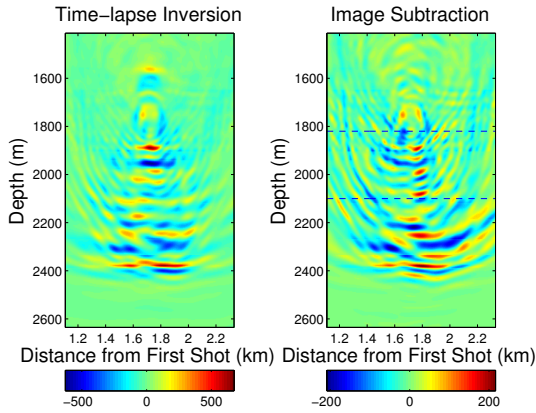 Time−lapse Inversion
Image Subtraction
Depth (m)
1600
1800
2000
2200
2400
2600
1.2 1.4 1.6 1.8 2 2.2
Distance from First Shot (km)
−500 0 500
Depth (m)
1600
1800
2000
2200
2400
2600
1.2 1.4 1.6 1.8 2 2.2
Distance from First Shot (km)
−200 0 200